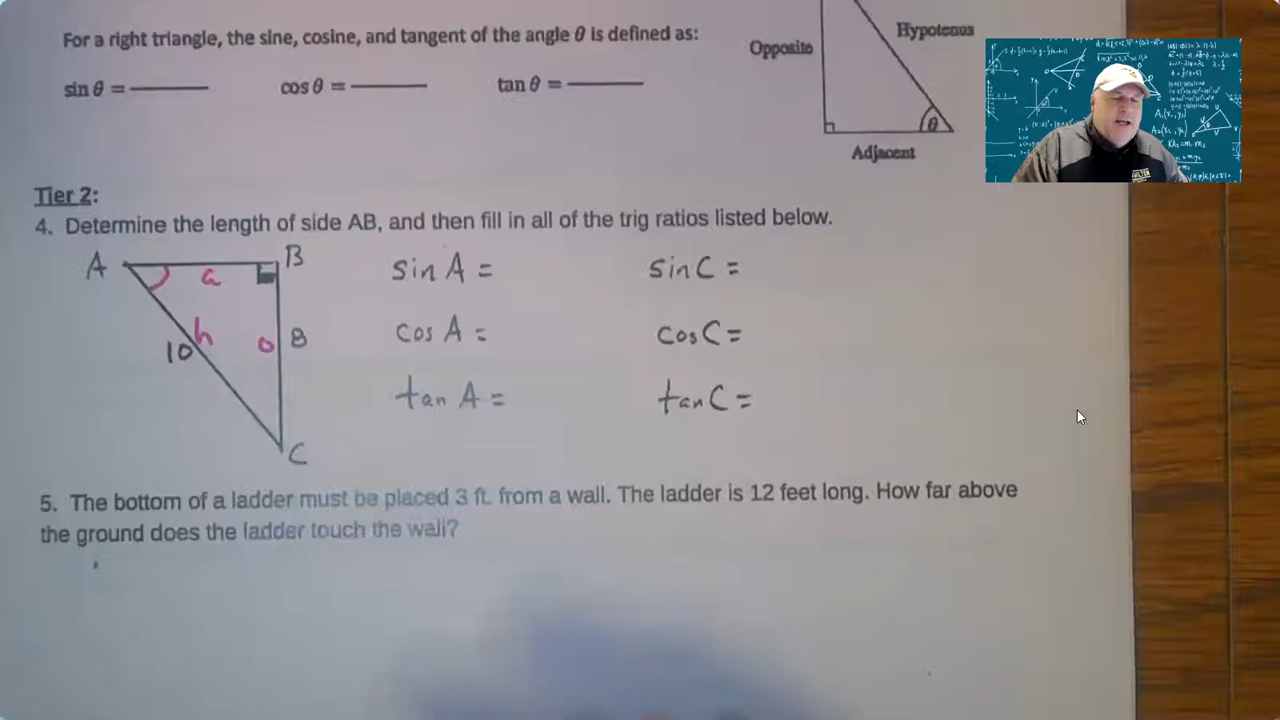 For a right triangle, the sine, cosine, and tangent of the angle θ is defined as:
sin θ =
cos θ =
tan θ =
Opposite
Hypotenus
θ
Adjacent
Tier 2:
4. Determine the length of side AB, and then fill in all of the trig ratios listed below.
A
B
a
h
10
o
8
C
sin A =
sin C =
cos A =
cos C =
tan A =
tan C =
5. The bottom of a ladder must be placed 3 ft. from a wall. The ladder is 12 feet long. How far above
the ground does the ladder touch the wall?